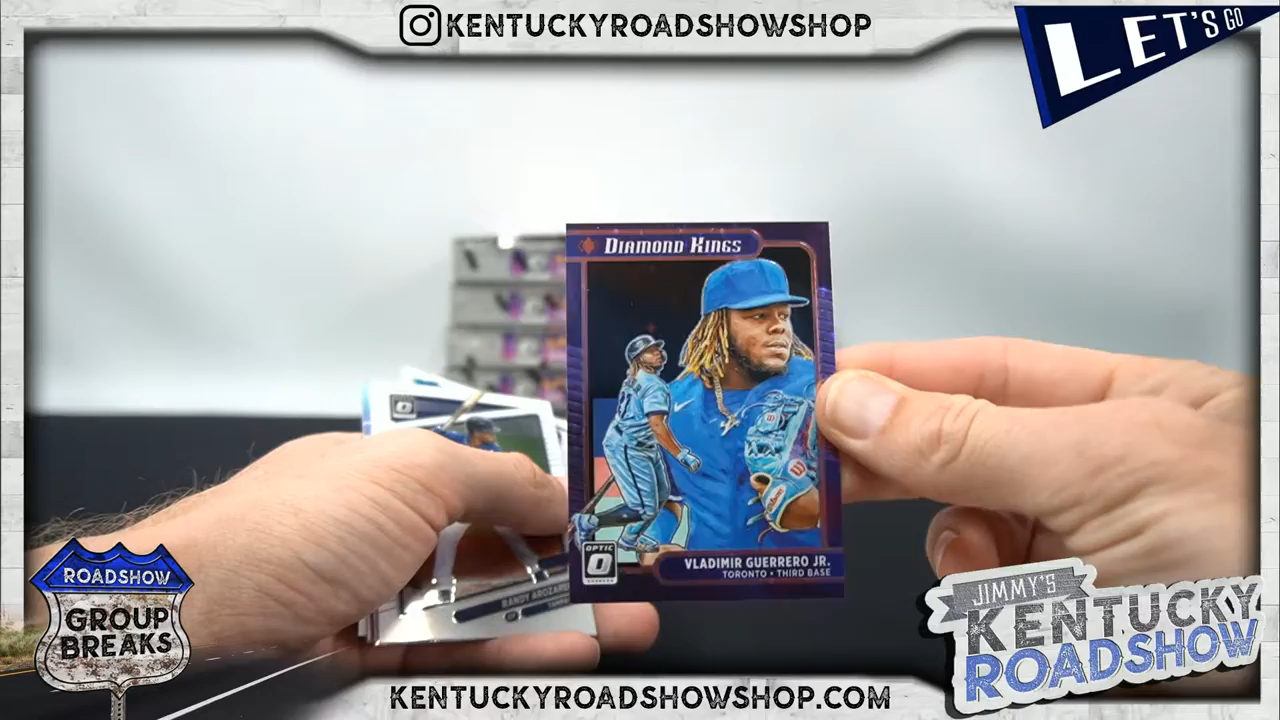 KENTUCKYROADSHOWSHOP
LET'S GO
DIAMOND KINGS
OPTIC
VLADIMIR GUERRERO JR.
TORONTO • THIRD BASE
RANDY
ROADSHOW
GROUP
BREAKS
JIMMY'S
KENTUCKY
ROADSHOW
KENTUCKYROADSHOWSHOP.COM